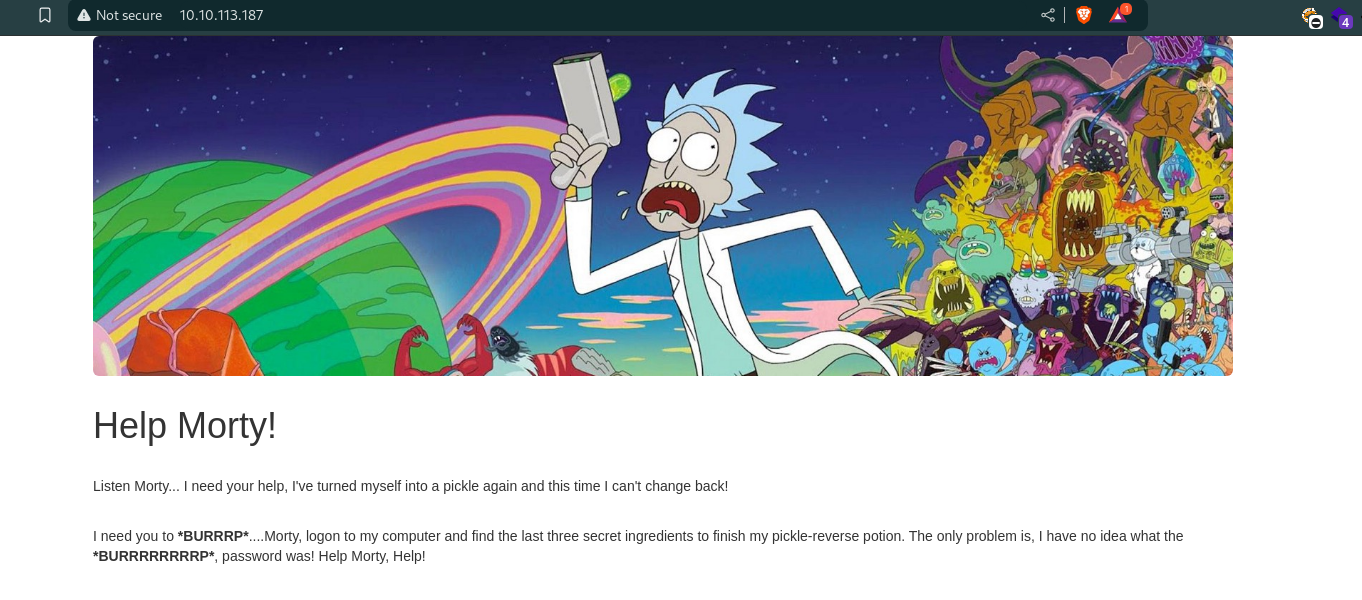 Not secure 10.10.113.187
1
4
Help Morty!
Listen Morty... I need your help, I've turned myself into a pickle again and this time I can't change back!
I need you to *BURRRP*....Morty, logon to my computer and find the last three secret ingredients to finish my pickle-reverse potion. The only problem is, I have no idea what the
*BURRRRRRRRP*, password was! Help Morty, Help!